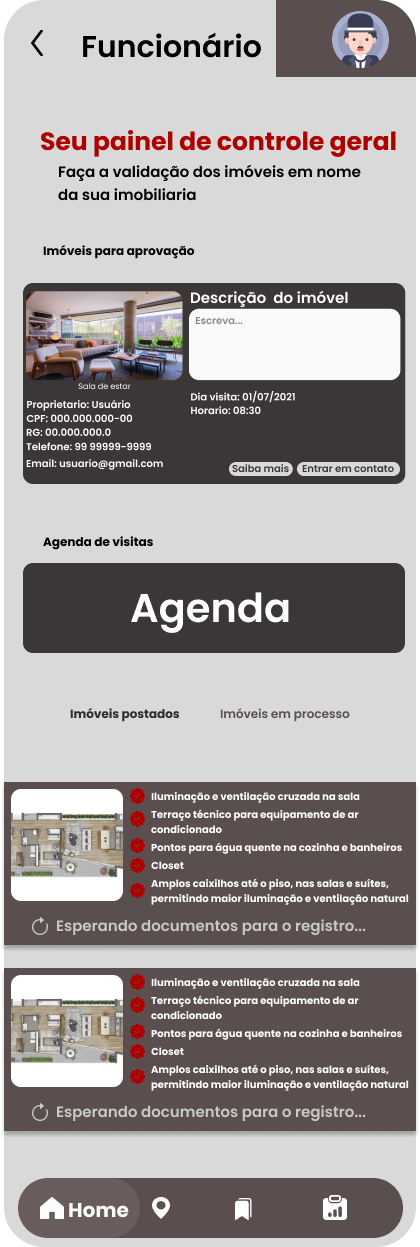 Funcionário
Seu painel de controle geral
Faça a validação dos imóveis em nome
da sua imobiliaria
Imóveis para aprovação
Descrição do imóvel
Escreva...
Sala de estar
Proprietario: Usuário
CPF: 000.000.000-00
RG: 00.000.000.0
Telefone: 99 99999-9999
Email: usuario@gmail.com
Dia visita: 01/07/2021
Horario: 08:30
Saiba mais
Entrar em contato
Agenda de visitas
Agenda
Imóveis postados
Imóveis em processo
Iluminação e ventilação cruzada na sala
Terraço técnico para equipamento de ar
condicionado
Pontos para água quente na cozinha e banheiros
Closet
Amplos caixilhos até o piso, nas salas e suítes,
permitindo maior iluminação e ventilação natural
Esperando documentos para o registro...
Iluminação e ventilação cruzada na sala
Terraço técnico para equipamento de ar
condicionado
Pontos para água quente na cozinha e banheiros
Closet
Amplos caixilhos até o piso, nas salas e suítes,
permitindo maior iluminação e ventilação natural
Esperando documentos para o registro...
Home